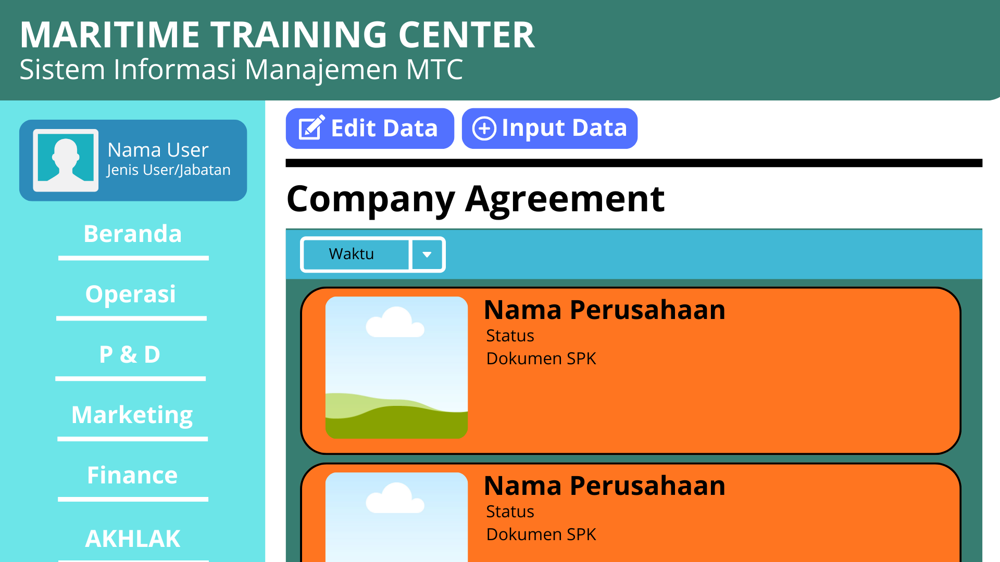 MARITIME TRAINING CENTER
Sistem Informasi Manajemen MTC
Nama User
Jenis User/Jabatan
Beranda
Operasi
P & D
Marketing
Finance
AKHLAK
Edit Data
Input Data
Company Agreement
Waktu
Nama Perusahaan
Status
Dokumen SPK
Nama Perusahaan
Status
Dokumen SPK